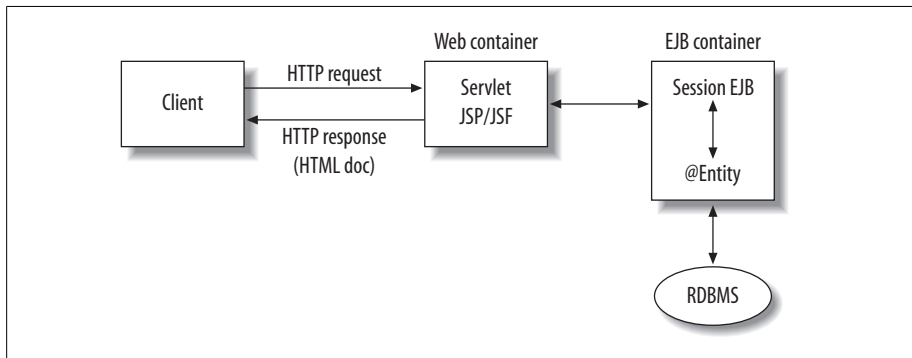 Web container
EJB container
Client
HTTP request
HTTP response
(HTML doc)
Servlet
JSP/JSF
Session EJB
@Entity
RDBMS